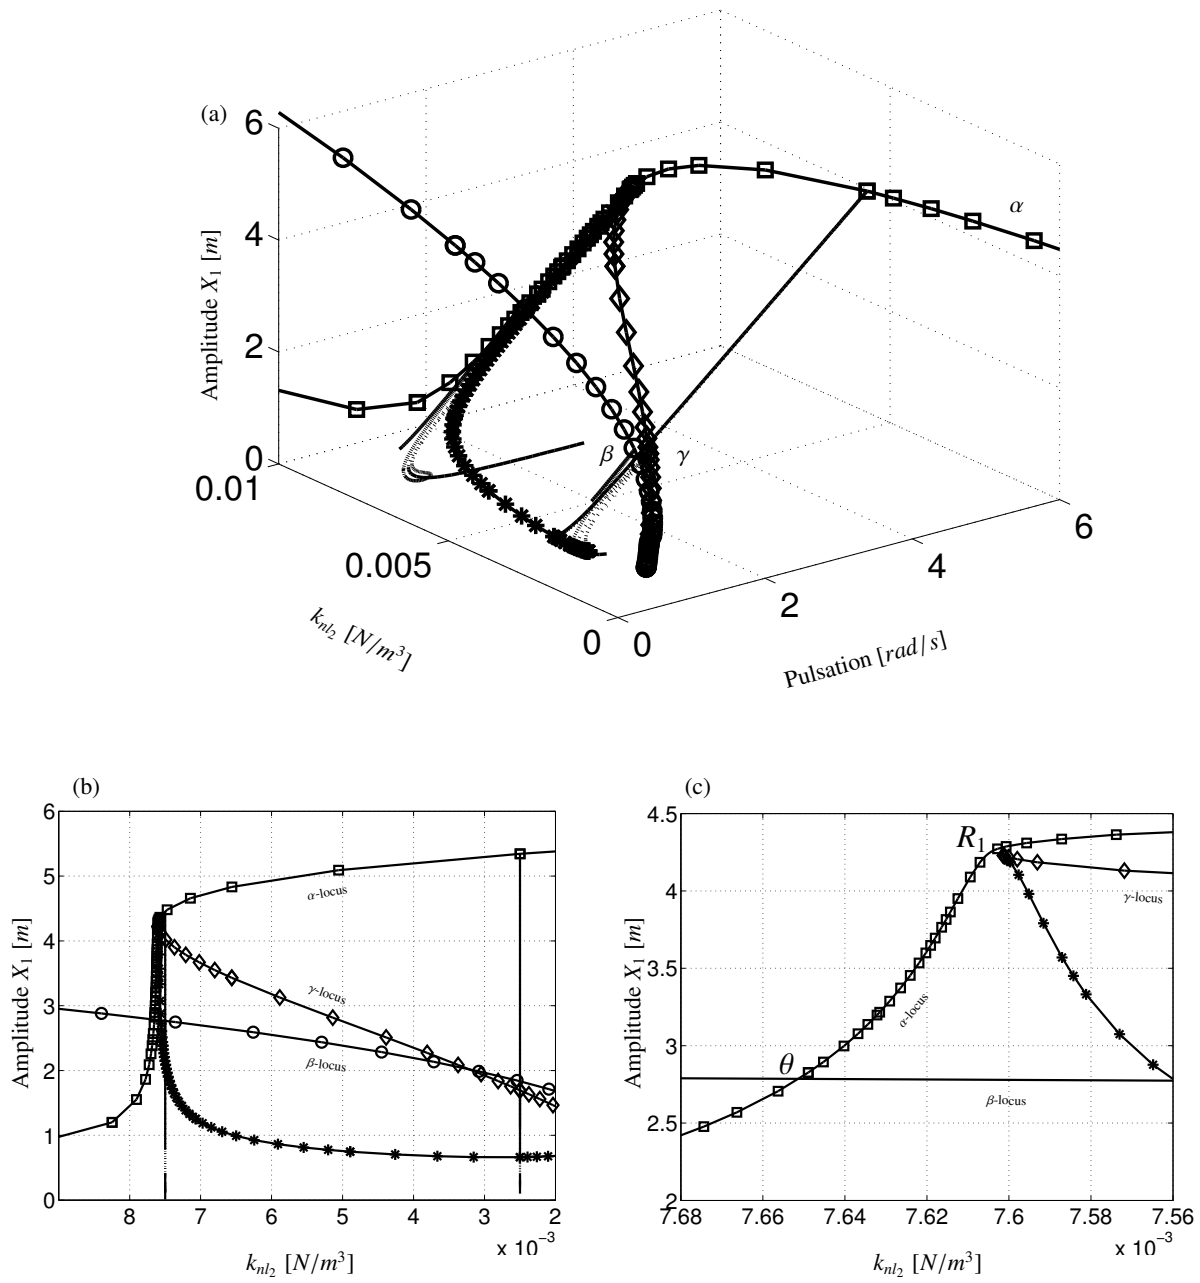 (a)
6
4
2
0
0.01
0.005
0
0
2
4
6
Amplitude X₁ [m]
k_{nl₂} [N/m³]
Pulsation [rad/s]
α
β
γ
(b)
6
5
4
3
2
1
0
8
7
6
5
4
3
2
x 10⁻³
Amplitude X₁ [m]
k_{nl₂} [N/m³]
α-locus
γ-locus
β-locus
(c)
4.5
4
3.5
3
2.5
2
7.68
7.66
7.64
7.62
7.6
7.58
7.56
x 10⁻³
Amplitude X₁ [m]
k_{nl₂} [N/m³]
R₁
θ
γ-locus
α-locus
β-locus